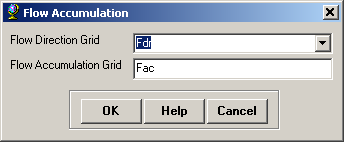 Flow Accumulation
Flow Direction Grid Fdr
Flow Accumulation Grid Fac
OK Help Cancel